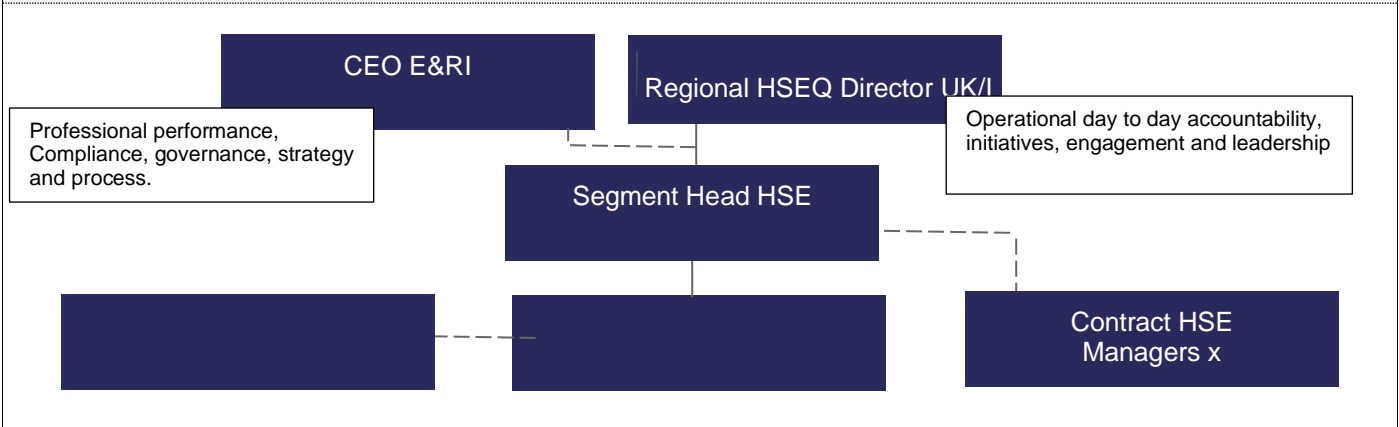 CEO E&RI
Regional HSEQ Director UK/I
Professional performance,
Compliance, governance, strategy
and process.
Operational day to day accountability,
initiatives, engagement and leadership
Segment Head HSE
Contract HSE
Managers x